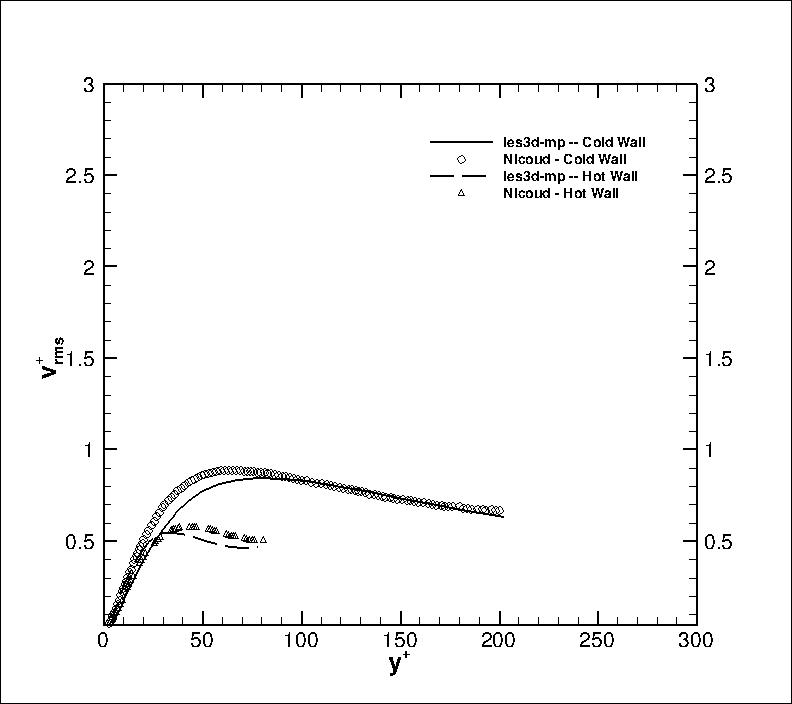 3
3
les3d-mp -- Cold Wall
Nicoud - Cold Wall
les3d-mp -- Hot Wall
Nicoud - Hot Wall
2.5
2.5
2
2
v+rms
1.5
1.5
1
1
0.5
0.5
0 50 100 150 200 250 300
y+